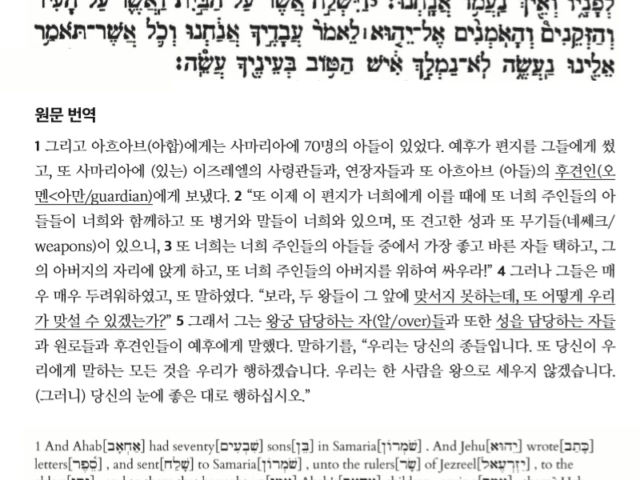 וְהַזְּקֵנִים וְהָאֹמְנִים אֶל־יֵהוּא ׀ לֵאמֹר עֲבָדֶיךָ אֲנַחְנוּ וְכֹל אֲשֶׁר־תֹּאמַר
אֵלֵינוּ נַעֲשֶׂה לֹא־נַמְלִךְ אִישׁ הַטּוֹב בְּעֵינֶיךָ עֲשֵׂה׃
원문 번역
1 그리고 아흐아브(아합)에게는 사마리아에 70명의 아들이 있었다. 예후가 편지를 그들에게 썼
고, 또 사마리아에 (있는) 이즈레엘의 사령관들과, 연장자들과 또 아흐아브 (아들)의 후견인(오
멘<아만/guardian)에게 보냈다. 2 “또 이제 이 편지가 너희에게 이를 때에 또 너희 주인들의 아
들들이 너희와 함께하고 또 병거와 말들이 너희와 있으며, 또 견고한 성과 또 무기들(네쎄크/
weapons)이 있으니, 3 또 너희는 너희 주인들의 아들들 중에서 가장 좋고 바른 자들 택하고, 그
의 아버지의 자리에 앉게 하고, 또 너희 주인들의 아버지를 위하여 싸우라!” 4 그러나 그들은 매
우 매우 두려워하였고, 또 말하였다. “보라, 두 왕들이 그 앞에 맞서지 못하는데, 또 어떻게 우리
가 맞설 수 있겠는가?” 5 그래서 그는 왕궁 담당하는 자(알/over)들과 또한 성을 담당하는 자들
과 원로들과 후견인들이 예후에게 말했다. 말하기를, “우리는 당신의 종들입니다. 또 당신이 우
리에게 말하는 모든 것을 우리가 행하겠습니다. 우리는 한 사람을 왕으로 세우지 않겠습니다.
(그러니) 당신의 눈에 좋은 대로 행하십시오.”
1 And Ahab[אַחְאָב] had seventy[שִׁבְעִים] sons[בֵּן] in Samaria[שֹׁמְרוֹן] . And Jehu[יֵהוּא] wrote[כָּתַב]
letters[סֵפֶר] , and sent[שָׁלַח] to Samaria[שֹׁמְרוֹן] , unto the rulers[שַׂר] of Jezreel[יִזְרְעֶאל] , to the